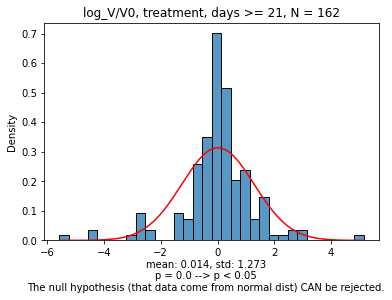 log_V/V0, treatment, days >= 21, N = 162
0.7
0.6
0.5
0.4
0.3
0.2
0.1
0.0
Density
−6
−4
−2
0
2
4
mean: 0.014, std: 1.273
p = 0.0 --> p < 0.05
The null hypothesis (that data come from normal dist) CAN be rejected.